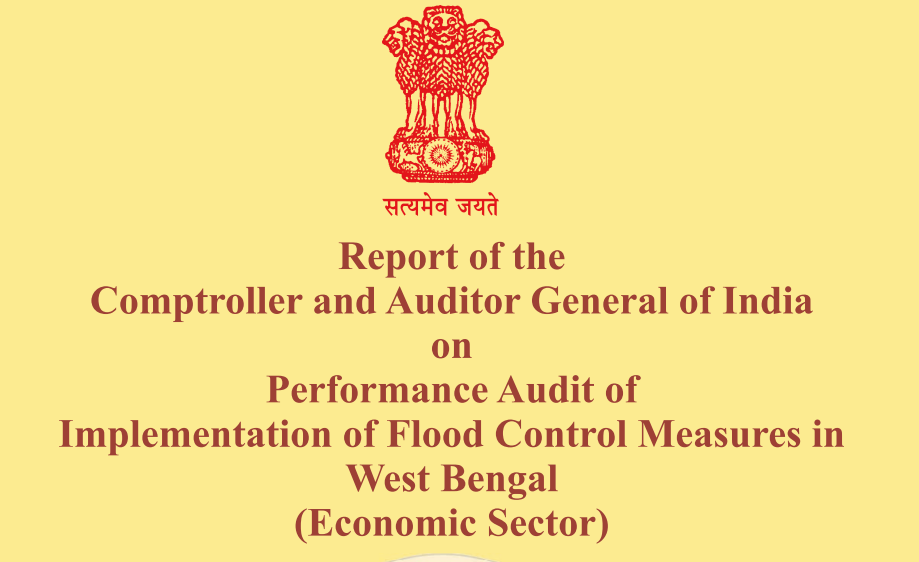 सत्यमेव जयते
Report of the
Comptroller and Auditor General of India
on
Performance Audit of
Implementation of Flood Control Measures in
West Bengal
(Economic Sector)